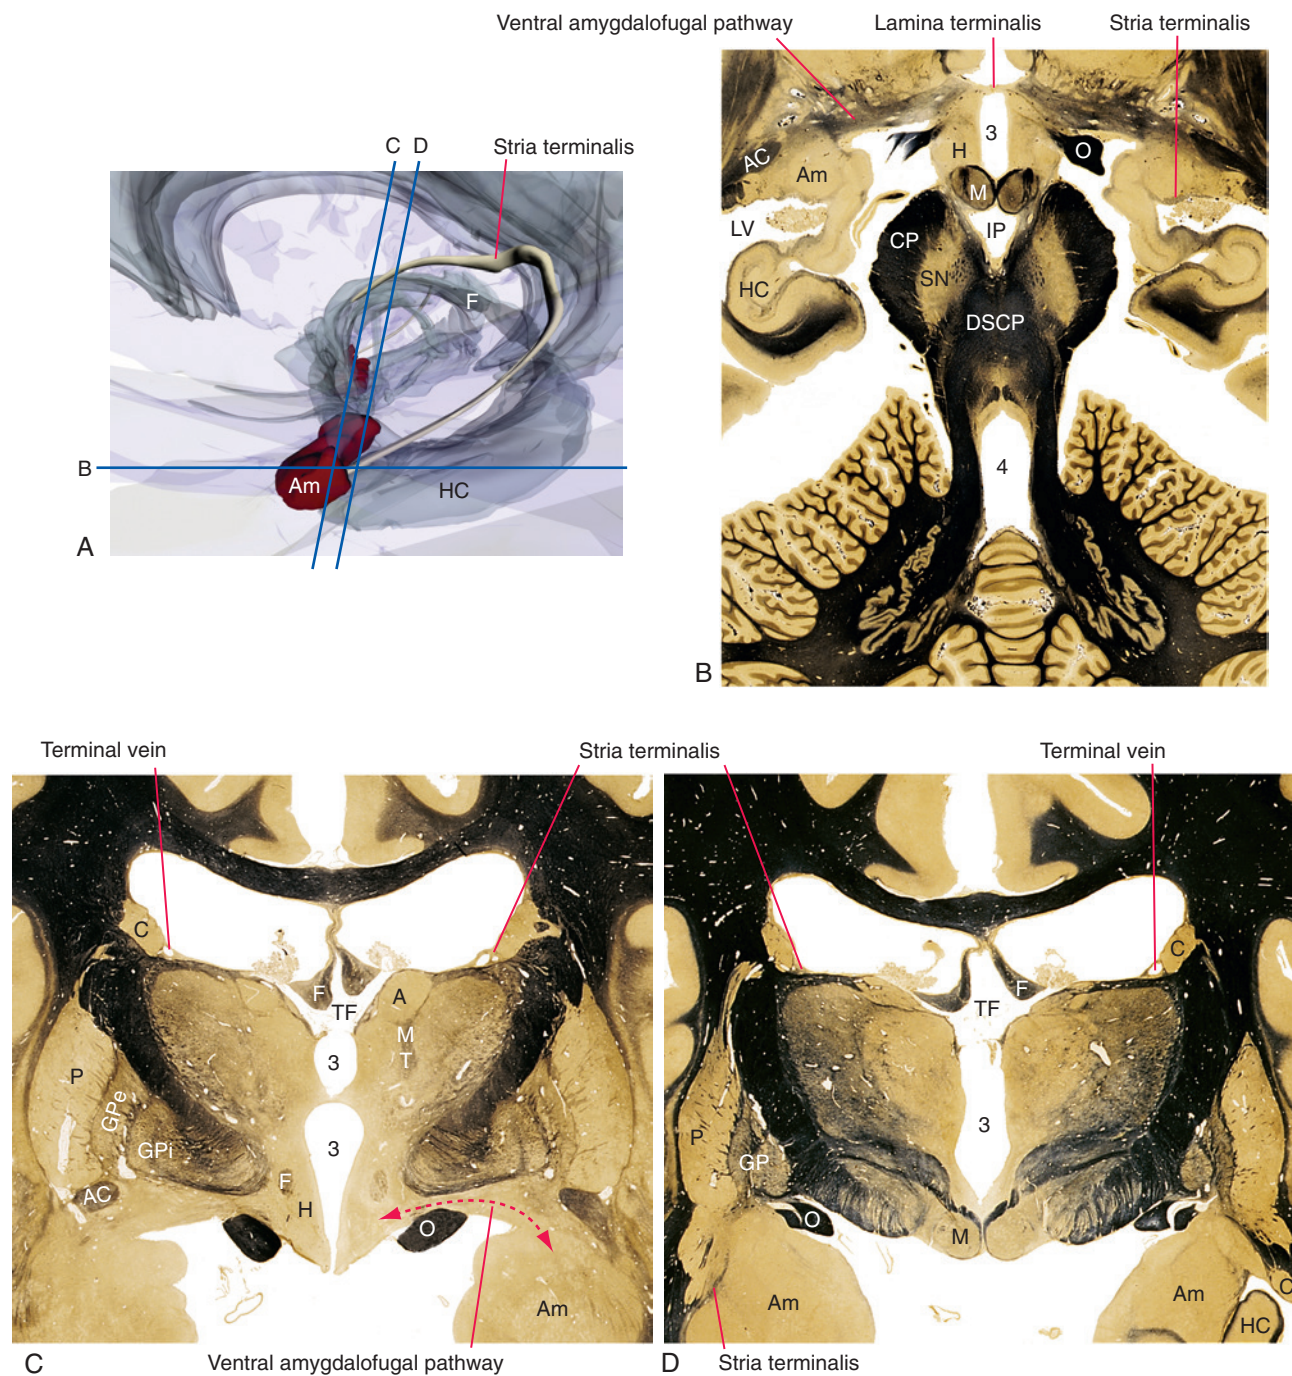 Ventral amygdalofugal pathway
Lamina terminalis
Stria terminalis
C D
Stria terminalis
F
B
Am
HC
A
3
O
H
AC
Am
M
LV
IP
CP
SN
HC
DSCP
4
B
Terminal vein
Stria terminalis
Terminal vein
C
F
TF
A
M
T
3
P
GPe
GPi
3
F
AC
H
O
Am
C
Ventral amygdalofugal pathway
C
F
TF
3
P
GP
O
M
Am
Am
C
HC
D
Stria terminalis